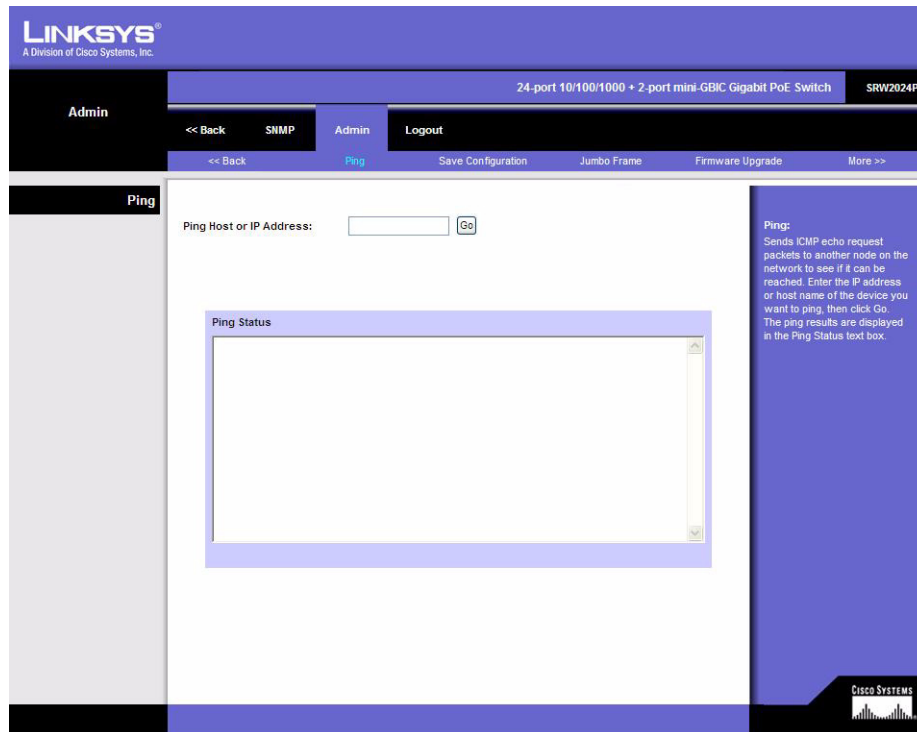 LINKSYS®
A Division of Cisco Systems, Inc.
24-port 10/100/1000 + 2-port mini-GBIC Gigabit PoE Switch SRW2024P
Admin
<< Back SNMP Admin Logout
<< Back Ping Save Configuration Jumbo Frame Firmware Upgrade More >>
Ping
Ping Host or IP Address: Go
Ping Status
Ping:
Sends ICMP echo request
packets to another node on the
network to see if it can be
reached. Enter the IP address
or host name of the device you
want to ping, then click Go.
The ping results are displayed
in the Ping Status text box.
CISCO SYSTEMS